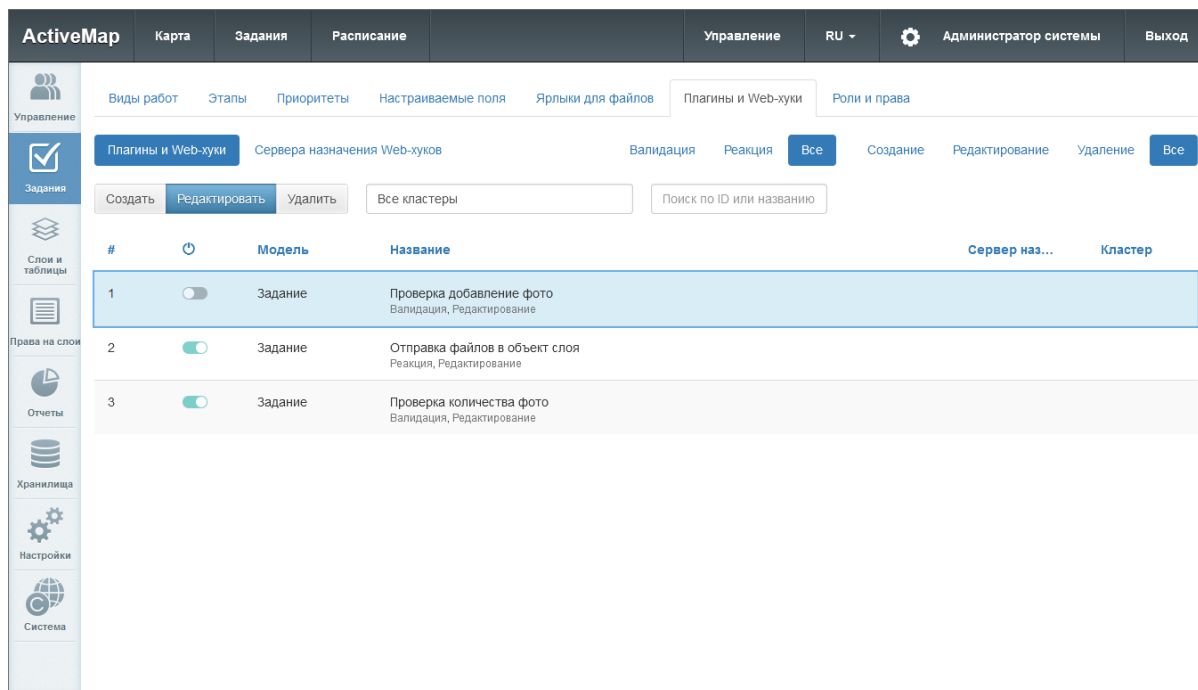 ActiveMap Карта Задания Расписание Управление RU Администратор системы Выход
Управление
Задания
Слои и
таблицы
Права на слои
Отчеты
Хранилища
Настройки
Система
Виды работ Этапы Приоритеты Настраиваемые поля Ярлыки для файлов Плагины и Web-хуки Роли и права
Плагины и Web-хуки Сервера назначения Web-хуков Валидация Реакция Все Создание Редактирование Удаление Все
Создать Редактировать Удалить Все кластеры Поиск по ID или названию
# Модель Название Сервер наз... Кластер
1 Задание Проверка добавление фото
Валидация, Редактирование
2 Задание Отправка файлов в объект слоя
Реакция, Редактирование
3 Задание Проверка количества фото
Валидация, Редактирование